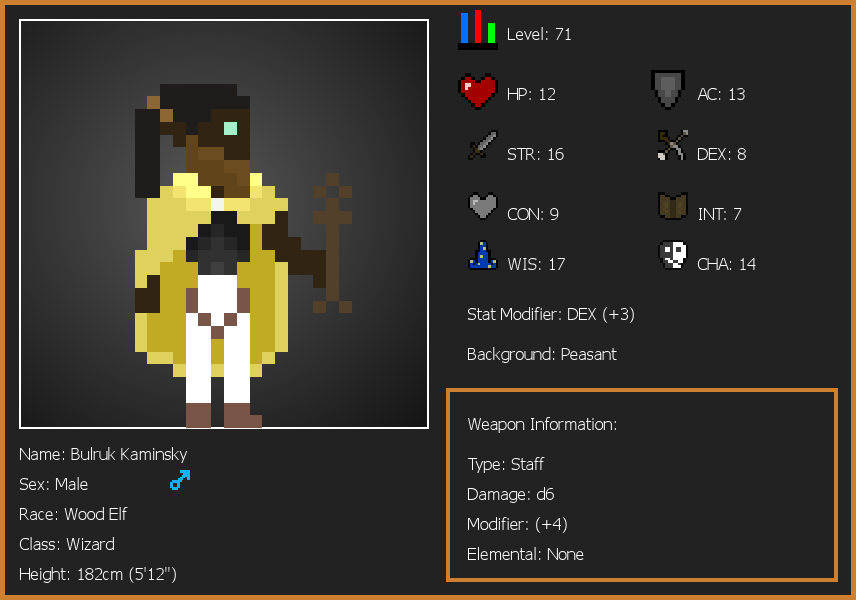 Level: 71
HP: 12
AC: 13
STR: 16
DEX: 8
CON: 9
INT: 7
WIS: 17
CHA: 14
Stat Modifier: DEX (+3)
Background: Peasant
Weapon Information:
Type: Staff
Damage: d6
Modifier: (+4)
Elemental: None
Name: Bulruk Kaminsky
Sex: Male
Race: Wood Elf
Class: Wizard
Height: 182cm (5'12")